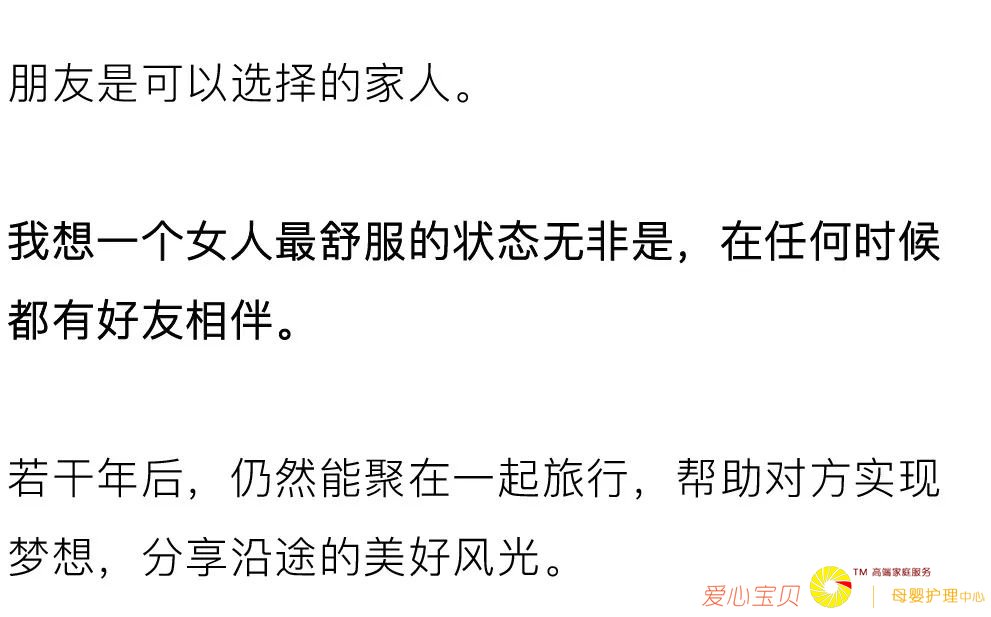 朋友是可以选择的家人。
我想一个女人最舒服的状态无非是，在任何时候
都有好友相伴。
若干年后，仍然能聚在一起旅行，帮助对方实现
梦想，分享沿途的美好风光。
爱心宝贝 TM 高端家庭服务
母婴护理中心